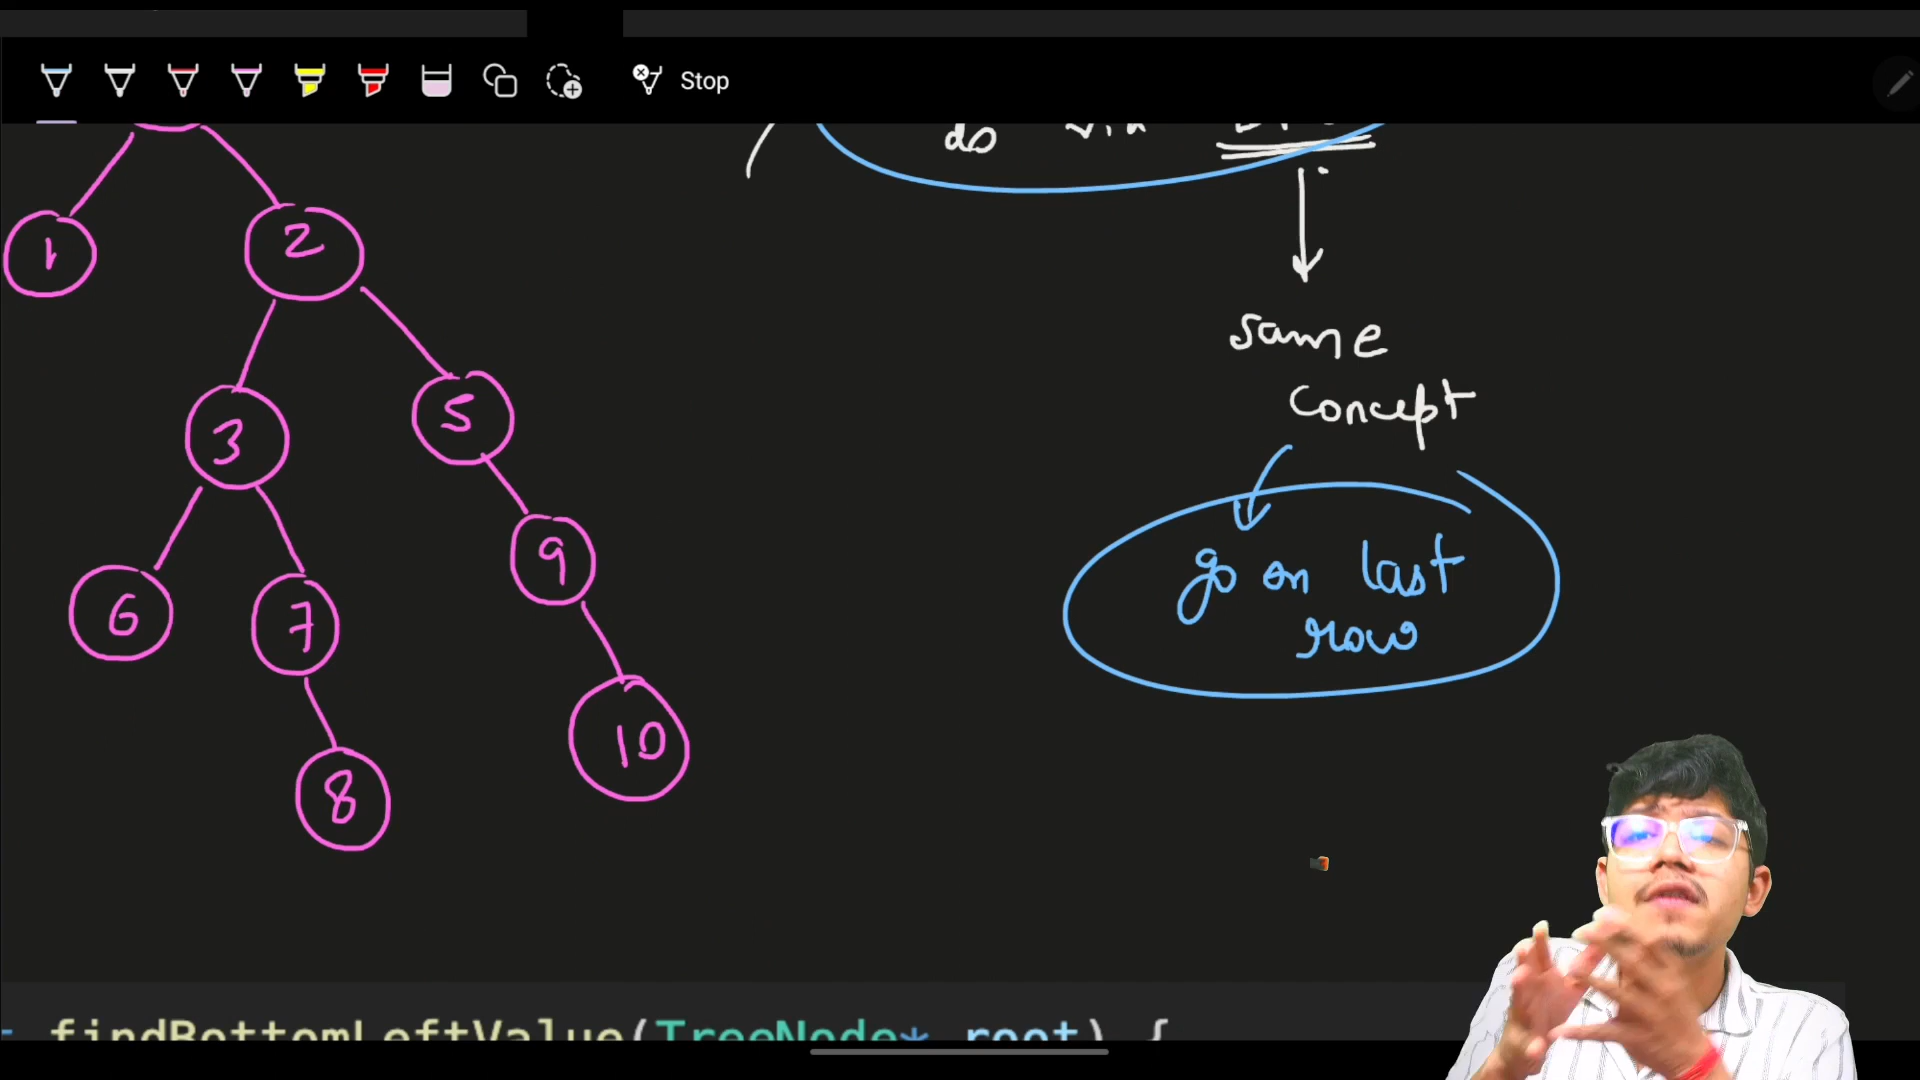 Stop
do via
1
2
same
concept
3
5
go on last
row
9
6
7
10
8
findBottomLeftValue(TreeNode* root) {